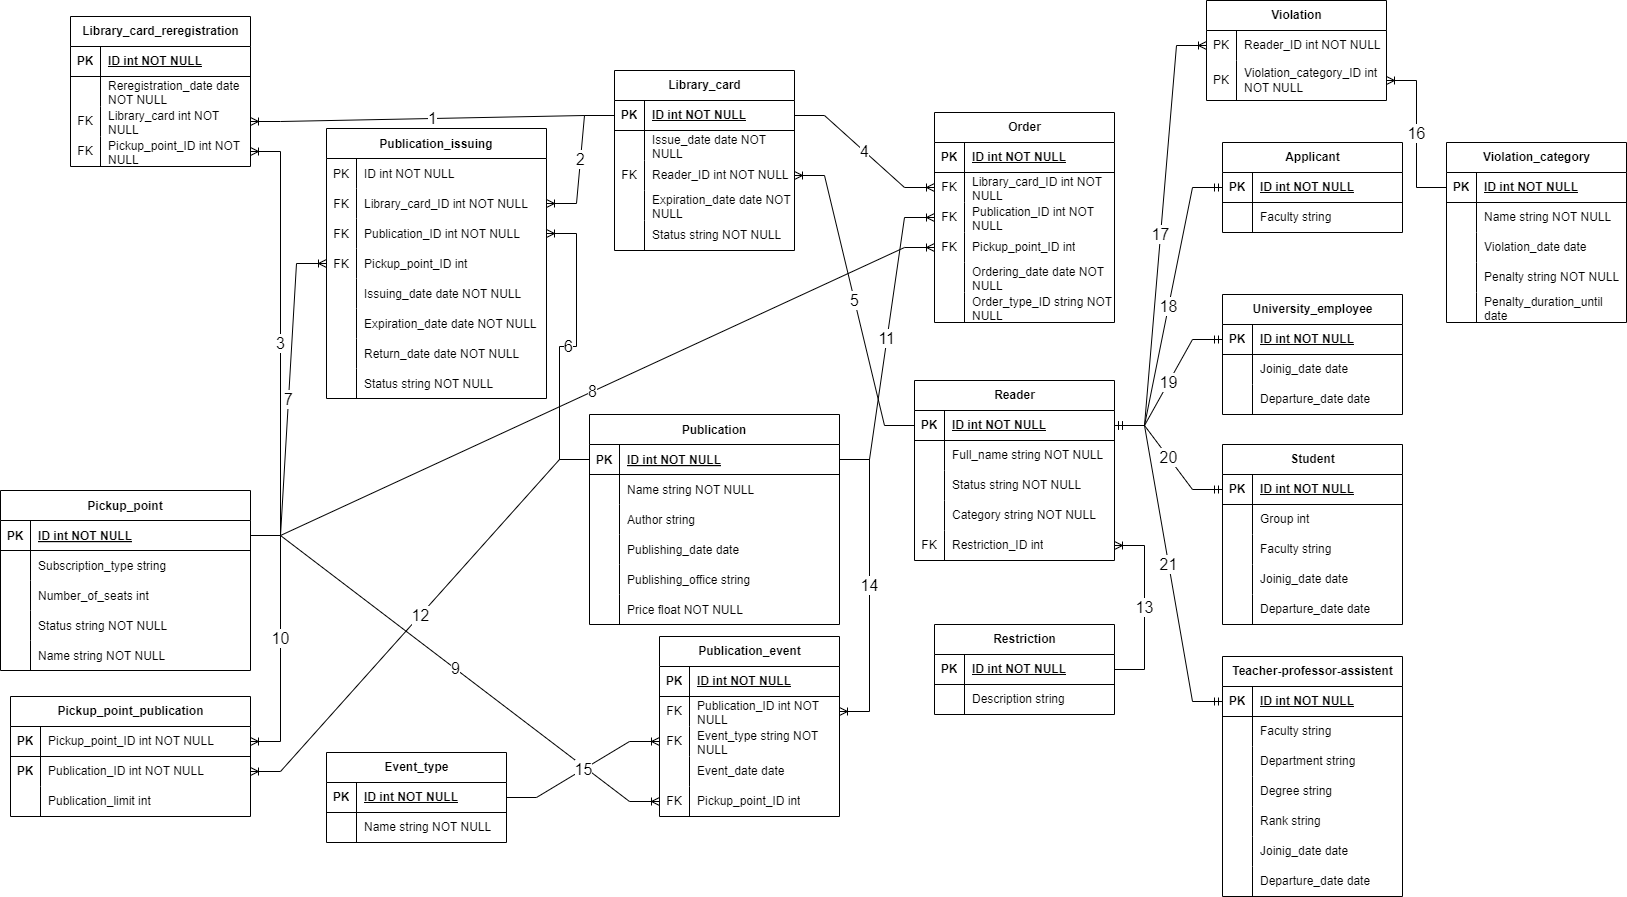 Library_card_reregistration
PK ID int NOT NULL
Reregistration_date date
NOT NULL
FK Library_card int NOT
NULL
FK Pickup_point_ID int NOT
NULL
Publication_issuing
PK ID int NOT NULL
FK Library_card_ID int NOT NULL
FK Publication_ID int NOT NULL
FK Pickup_point_ID int
Issuing_date date NOT NULL
Expiration_date date NOT NULL
Return_date date NOT NULL
Status string NOT NULL
Library_card
PK ID int NOT NULL
Issue_date date NOT
NULL
FK Reader_ID int NOT NULL
Expiration_date date NOT
NULL
Status string NOT NULL
Order
PK ID int NOT NULL
FK Library_card_ID int NOT
NULL
FK Publication_ID int NOT
NULL
FK Pickup_point_ID int
Ordering_date date NOT
NULL
Order_type_ID string NOT
NULL
Violation
PK Reader_ID int NOT NULL
PK Violation_category_ID int
NOT NULL
Applicant
PK ID int NOT NULL
Faculty string
Violation_category
PK ID int NOT NULL
Name string NOT NULL
Violation_date date
Penalty string NOT NULL
Penalty_duration_until
date
University_employee
PK ID int NOT NULL
Joinig_date date
Departure_date date
Reader
PK ID int NOT NULL
Full_name string NOT NULL
Status string NOT NULL
Category string NOT NULL
FK Restriction_ID int
Publication
PK ID int NOT NULL
Name string NOT NULL
Author string
Publishing_date date
Publishing_office string
Price float NOT NULL
Student
PK ID int NOT NULL
Group int
Faculty string
Joinig_date date
Departure_date date
Pickup_point
PK ID int NOT NULL
Subscription_type string
Number_of_seats int
Status string NOT NULL
Name string NOT NULL
Restriction
PK ID int NOT NULL
Description string
Publication_event
PK ID int NOT NULL
FK Publication_ID int NOT
NULL
FK Event_type string NOT
NULL
Event_date date
FK Pickup_point_ID int
Teacher-professor-assistent
PK ID int NOT NULL
Faculty string
Department string
Degree string
Rank string
Joinig_date date
Departure_date date
Pickup_point_publication
PK Pickup_point_ID int NOT NULL
PK Publication_ID int NOT NULL
Publication_limit int
Event_type
PK ID int NOT NULL
Name string NOT NULL
1
2
3
4
5
6
7
8
9
10
11
12
13
14
15
16
17
18
19
20
21